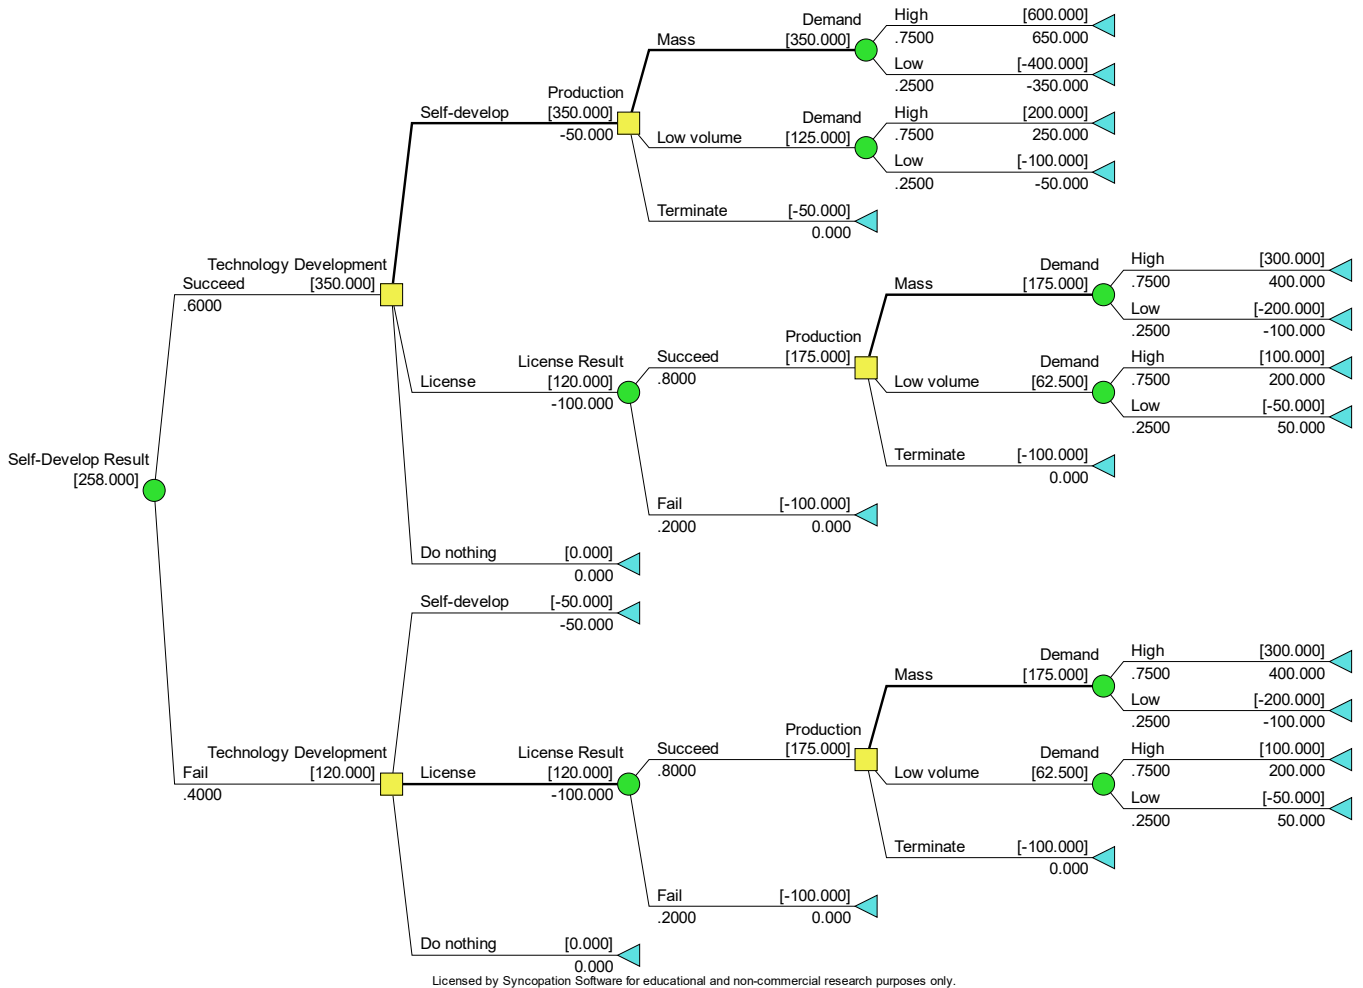 Demand
High [600.000]
Mass [350.000] .7500 650.000
Low [-400.000]
.2500 -350.000
Production
Self-develop [350.000]
-50.000
Demand
High [200.000]
Low volume [125.000] .7500 250.000
Low [-100.000]
.2500 -50.000
Terminate [-50.000]
0.000
Technology Development
Succeed [350.000]
.6000
Demand
High [300.000]
Mass [175.000] .7500 400.000
Low [-200.000]
.2500 -100.000
Production
License Result
Succeed [175.000]
.8000
Demand
High [100.000]
License [120.000]
-100.000
Low volume [62.500] .7500 200.000
Low [-50.000]
.2500 50.000
Self-Develop Result
[258.000]
Terminate [-100.000]
0.000
Fail [-100.000]
.2000 0.000
Do nothing [0.000]
0.000
Self-develop [-50.000]
-50.000
Demand
High [300.000]
Mass [175.000] .7500 400.000
Low [-200.000]
.2500 -100.000
Production
Technology Development
License Result
Succeed [175.000]
.8000
Demand
High [100.000]
Fail [120.000]
.4000
License [120.000]
-100.000
Low volume [62.500] .7500 200.000
Low [-50.000]
.2500 50.000
Terminate [-100.000]
0.000
Fail [-100.000]
.2000 0.000
Do nothing [0.000]
0.000
Licensed by Syncopation Software for educational and non-commercial research purposes only.